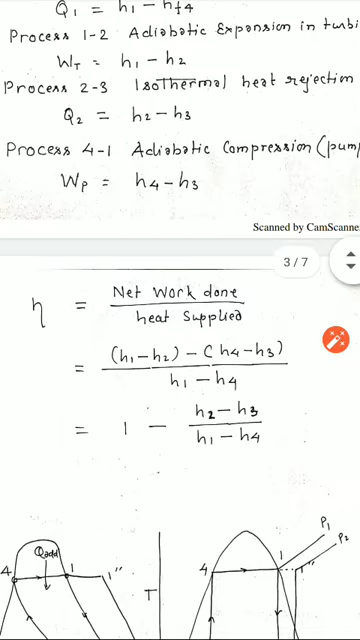 Q1 = h1 - hf4
Process 1-2 Adiabatic Expansion in turbi
WT = h1 - h2
Process 2-3 Isothermal heat rejection
Q2 = h2 - h3
Process 4-1 Adiabatic Compression (pump
Wp = h4 - h3
Scanned by CamScanne
3 / 7
η = Net Work done
heat Supplied
= (h1 - h2) - (h4 - h3)
h1 - h4
= 1 - h2 - h3
h1 - h4
Qadd
4 1 1"
T
4 1 1" P1 P2